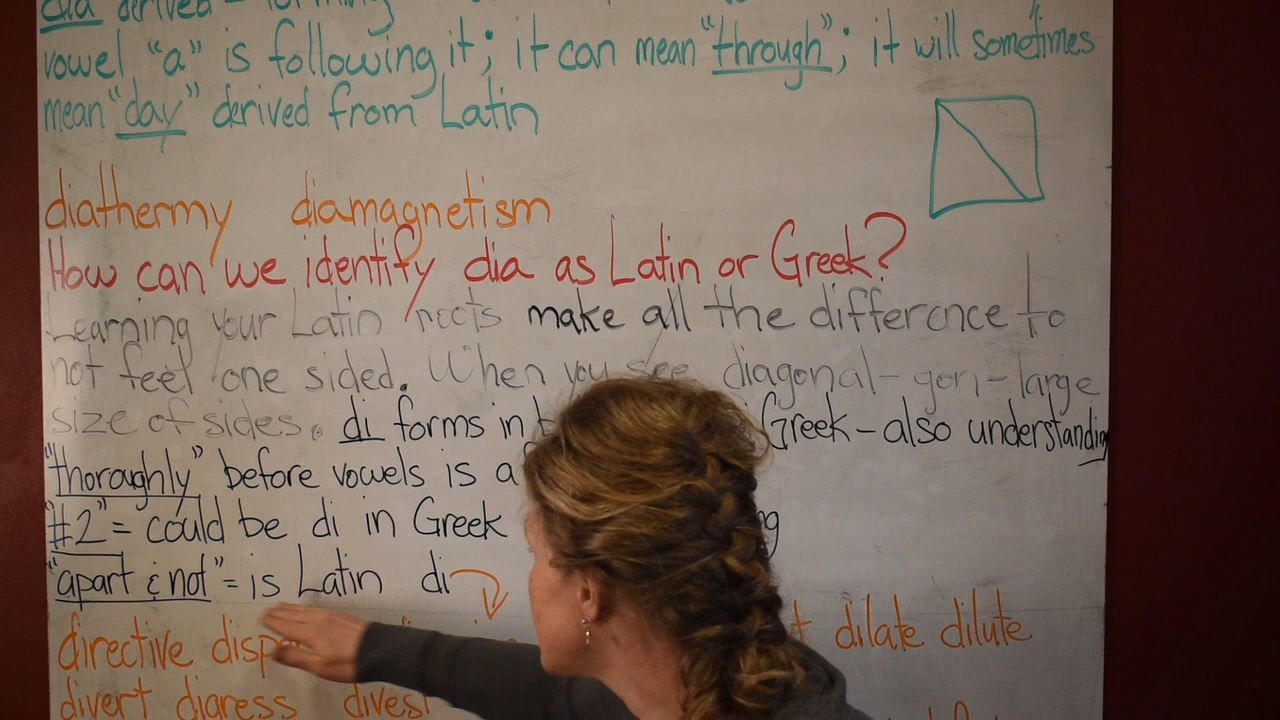 dia derived - forming
vowel "a" is following it; it can mean "through"; it will sometimes
mean "day" derived from Latin
diathermy diamagnetism
How can we identify dia as Latin or Greek?
Learning your Latin roots make all the difference to
not feel one sided. When you see diagonal - gon - large
size of sides. di forms in Greek - also understanding
"thoroughly" before vowels is a
"#2" = could be di in Greek
"apart & not" = is Latin di
directive dilate dilute
divert digress divest